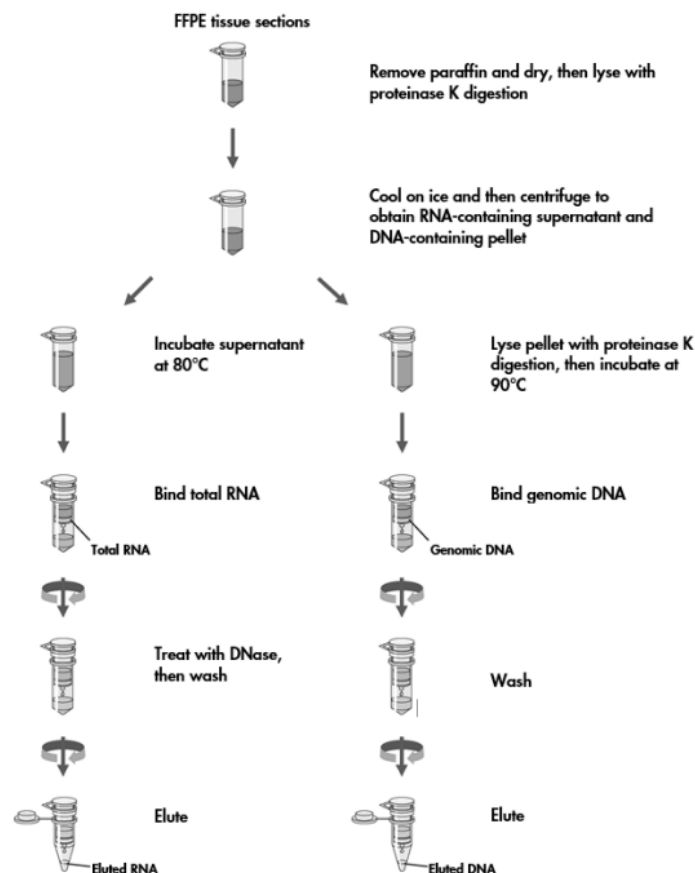 FFPE tissue sections
Remove paraffin and dry, then lyse with
proteinase K digestion
Cool on ice and then centrifuge to
obtain RNA-containing supernatant and
DNA-containing pellet
Incubate supernatant
at 80°C
Lyse pellet with proteinase K
digestion, then incubate at
90°C
Bind total RNA
Bind genomic DNA
Total RNA
Genomic DNA
Treat with DNase,
then wash
Wash
Elute
Elute
Eluted RNA
Eluted DNA